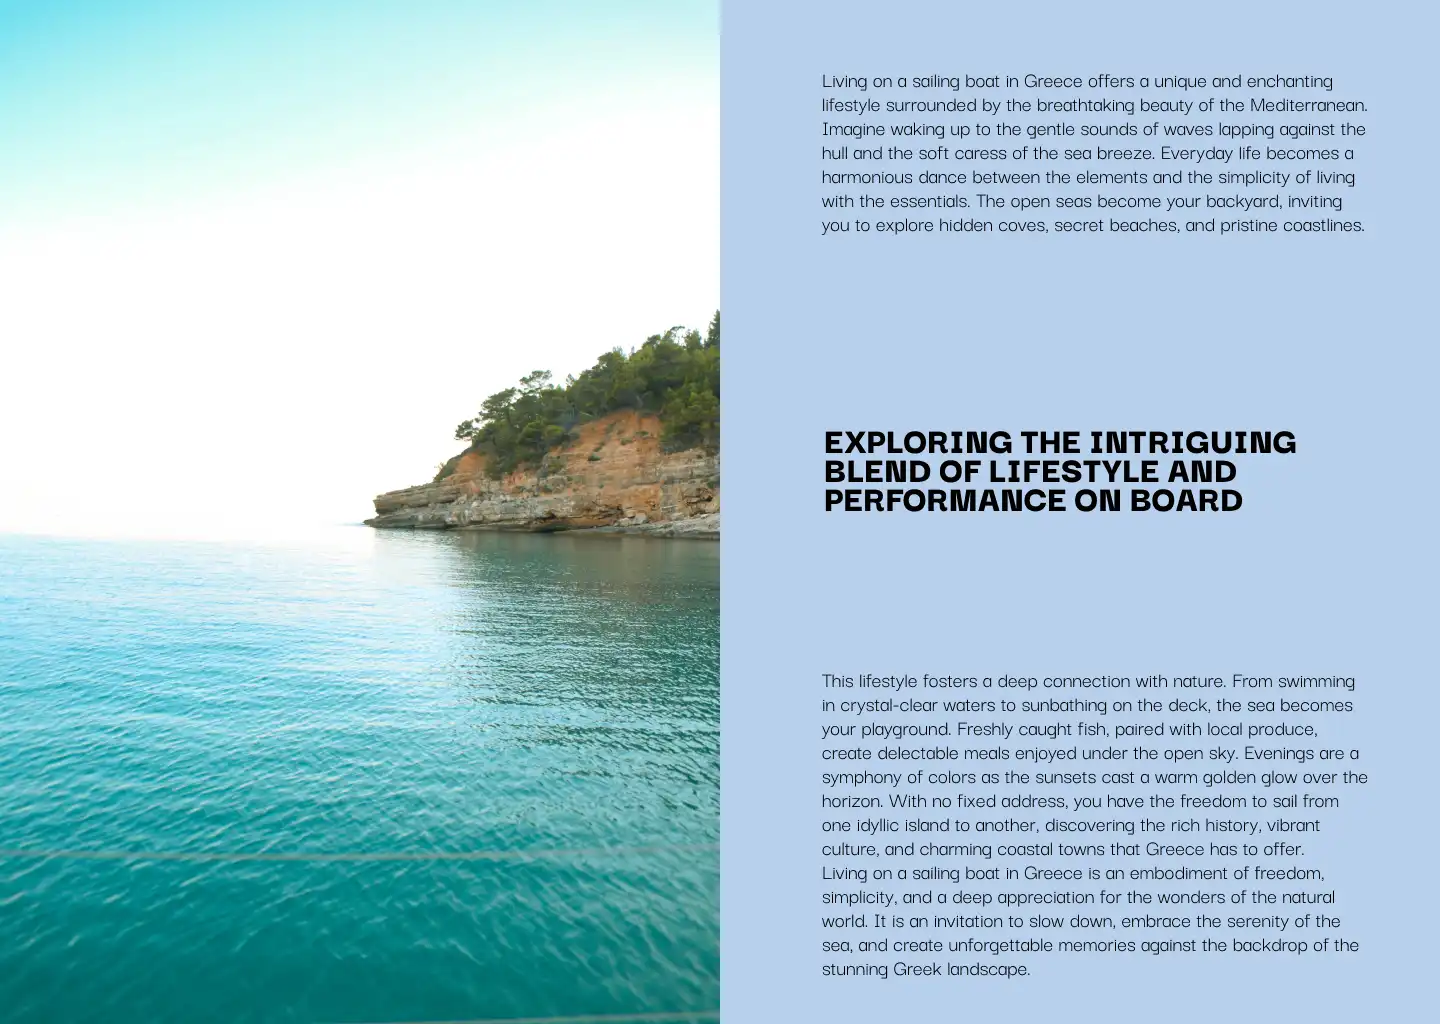 Living on a sailing boat in Greece offers a unique and enchanting
lifestyle surrounded by the breathtaking beauty of the Mediterranean.
Imagine waking up to the gentle sounds of waves lapping against the
hull and the soft caress of the sea breeze. Everyday life becomes a
harmonious dance between the elements and the simplicity of living
with the essentials. The open seas become your backyard, inviting
you to explore hidden coves, secret beaches, and pristine coastlines.
EXPLORING THE INTRIGUING
BLEND OF LIFESTYLE AND
PERFORMANCE ON BOARD
This lifestyle fosters a deep connection with nature. From swimming
in crystal-clear waters to sunbathing on the deck, the sea becomes
your playground. Freshly caught fish, paired with local produce,
create delectable meals enjoyed under the open sky. Evenings are a
symphony of colors as the sunsets cast a warm golden glow over the
horizon. With no fixed address, you have the freedom to sail from
one idyllic island to another, discovering the rich history, vibrant
culture, and charming coastal towns that Greece has to offer.
Living on a sailing boat in Greece is an embodiment of freedom,
simplicity, and a deep appreciation for the wonders of the natural
world. It is an invitation to slow down, embrace the serenity of the
sea, and create unforgettable memories against the backdrop of the
stunning Greek landscape.